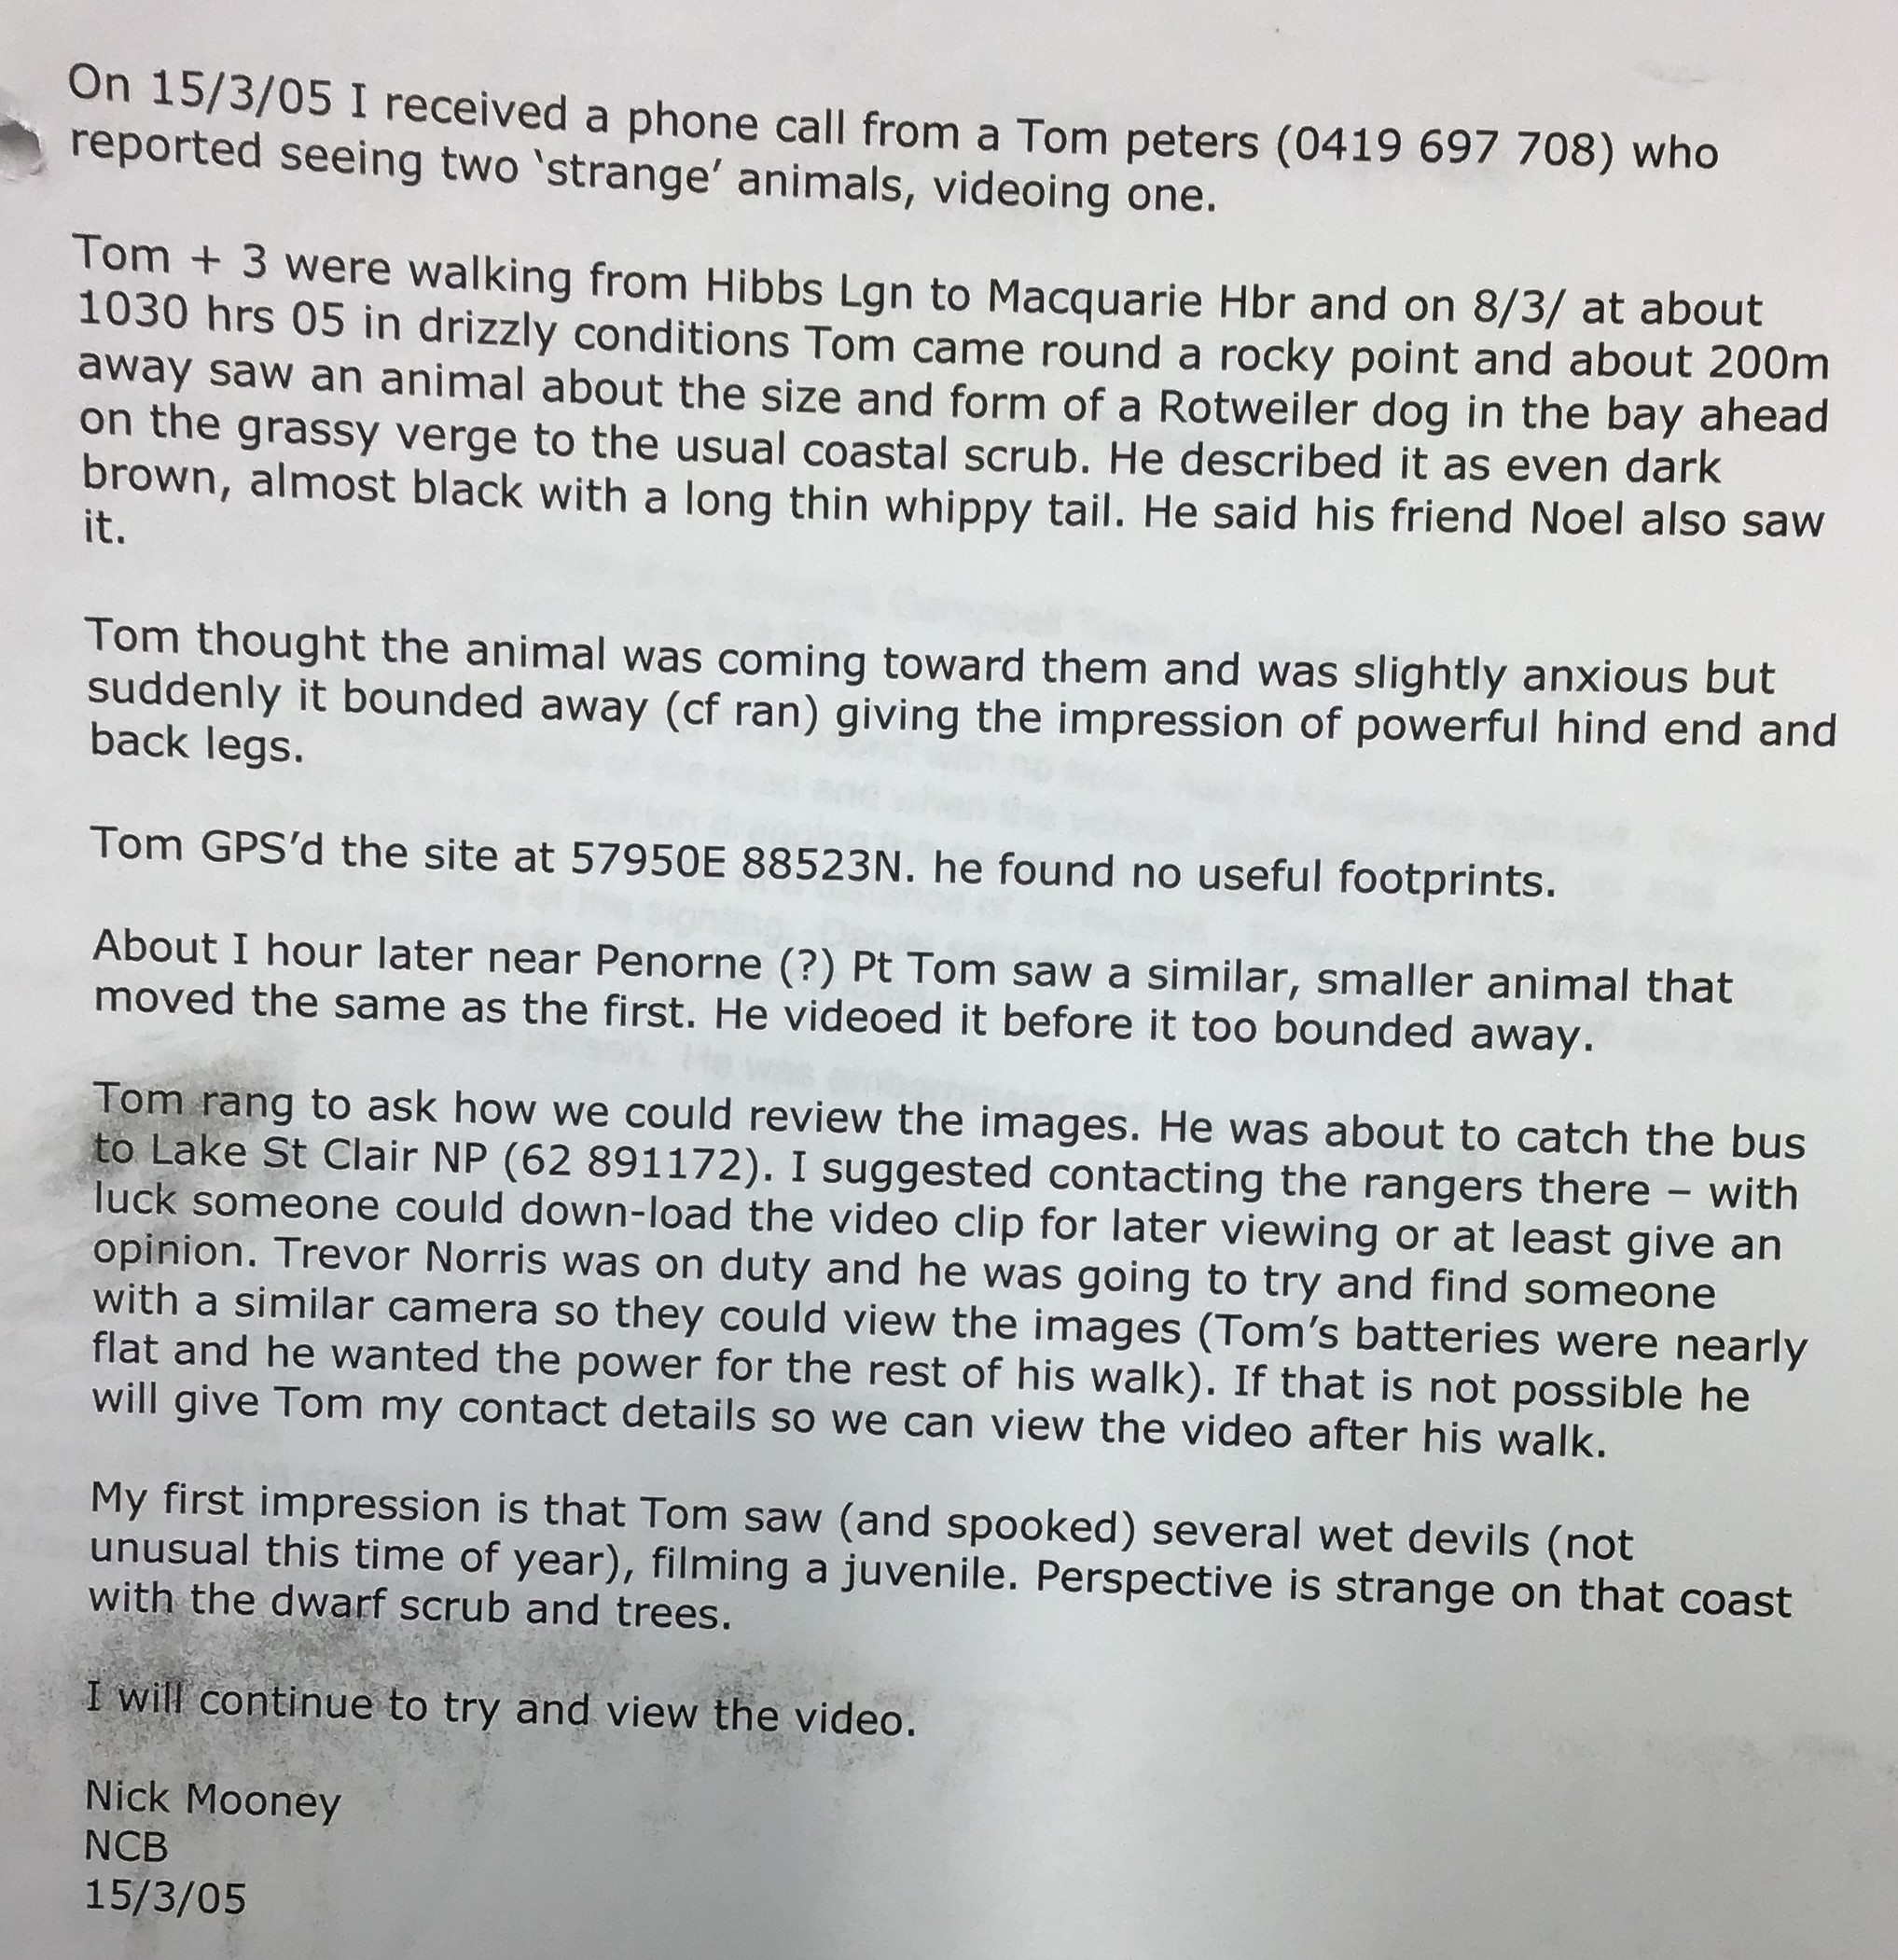 On 15/3/05 I received a phone call from a Tom peters (0419 697 708) who
reported seeing two ‘strange’ animals, videoing one.
Tom + 3 were walking from Hibbs Lgn to Macquarie Hbr and on 8/3/ at about
1030 hrs 05 in drizzly conditions Tom came round a rocky point and about 200m
away saw an animal about the size and form of a Rotweiler dog in the bay ahead
on the grassy verge to the usual coastal scrub. He described it as even dark
brown, almost black with a long thin whippy tail. He said his friend Noel also saw
it.
Tom thought the animal was coming toward them and was slightly anxious but
suddenly it bounded away (cf ran) giving the impression of powerful hind end and
back legs.
Tom GPS’d the site at 57950E 88523N. he found no useful footprints.
About I hour later near Penorne (?) Pt Tom saw a similar, smaller animal that
moved the same as the first. He videoed it before it too bounded away.
Tom rang to ask how we could review the images. He was about to catch the bus
to Lake St Clair NP (62 891172). I suggested contacting the rangers there – with
luck someone could down-load the video clip for later viewing or at least give an
opinion. Trevor Norris was on duty and he was going to try and find someone
with a similar camera so they could view the images (Tom’s batteries were nearly
flat and he wanted the power for the rest of his walk). If that is not possible he
will give Tom my contact details so we can view the video after his walk.
My first impression is that Tom saw (and spooked) several wet devils (not
unusual this time of year), filming a juvenile. Perspective is strange on that coast
with the dwarf scrub and trees.
I will continue to try and view the video.
Nick Mooney
NCB
15/3/05